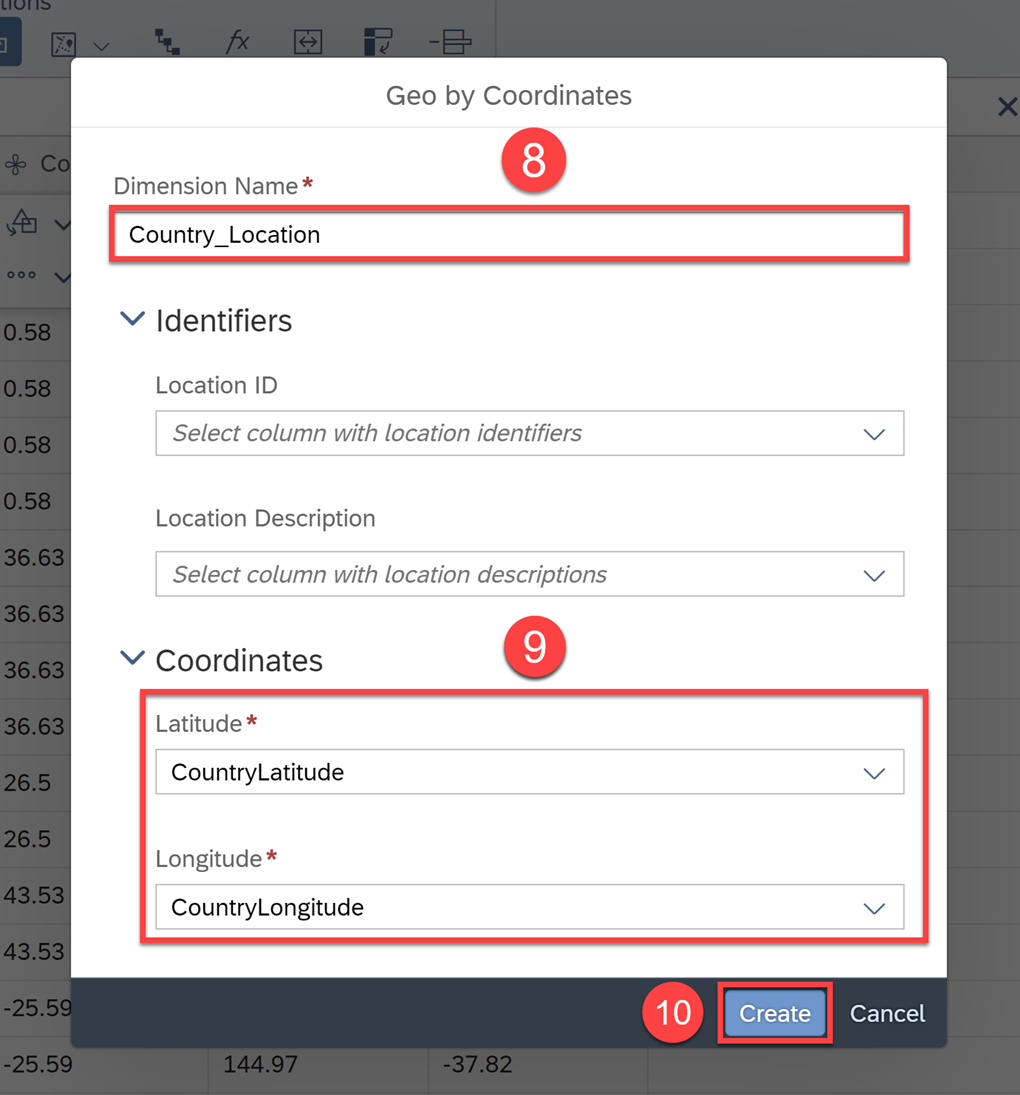 tions
fx
Geo by Coordinates
8
Co
Dimension Name*
Country_Location
Identifiers
0.58
Location ID
0.58
Select column with location identifiers
0.58
0.58
Location Description
36.63
Select column with location descriptions
36.63
9
Coordinates
36.63
Latitude*
36.63
CountryLatitude
26.5
26.5
Longitude*
43.53
CountryLongitude
43.53
-25.59
10 Create Cancel
-25.59 144.97 -37.82